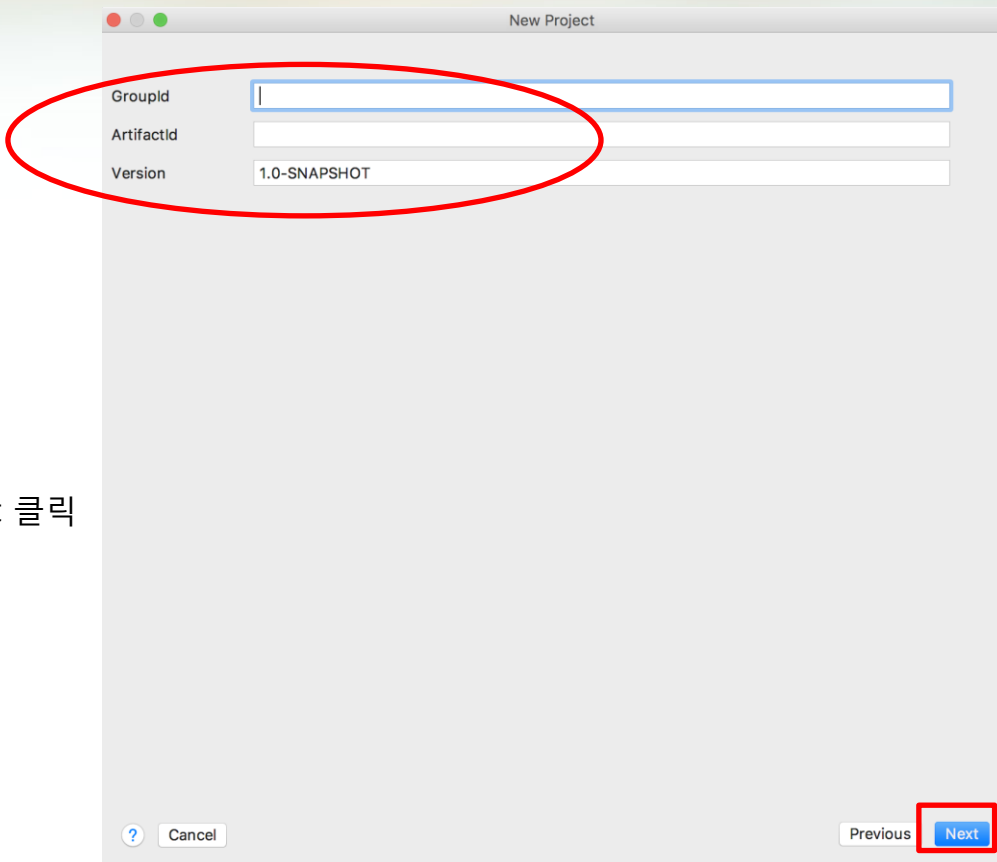 New Project
GroupId
ArtifactId
Version 1.0-SNAPSHOT
클릭
? Cancel Previous Next